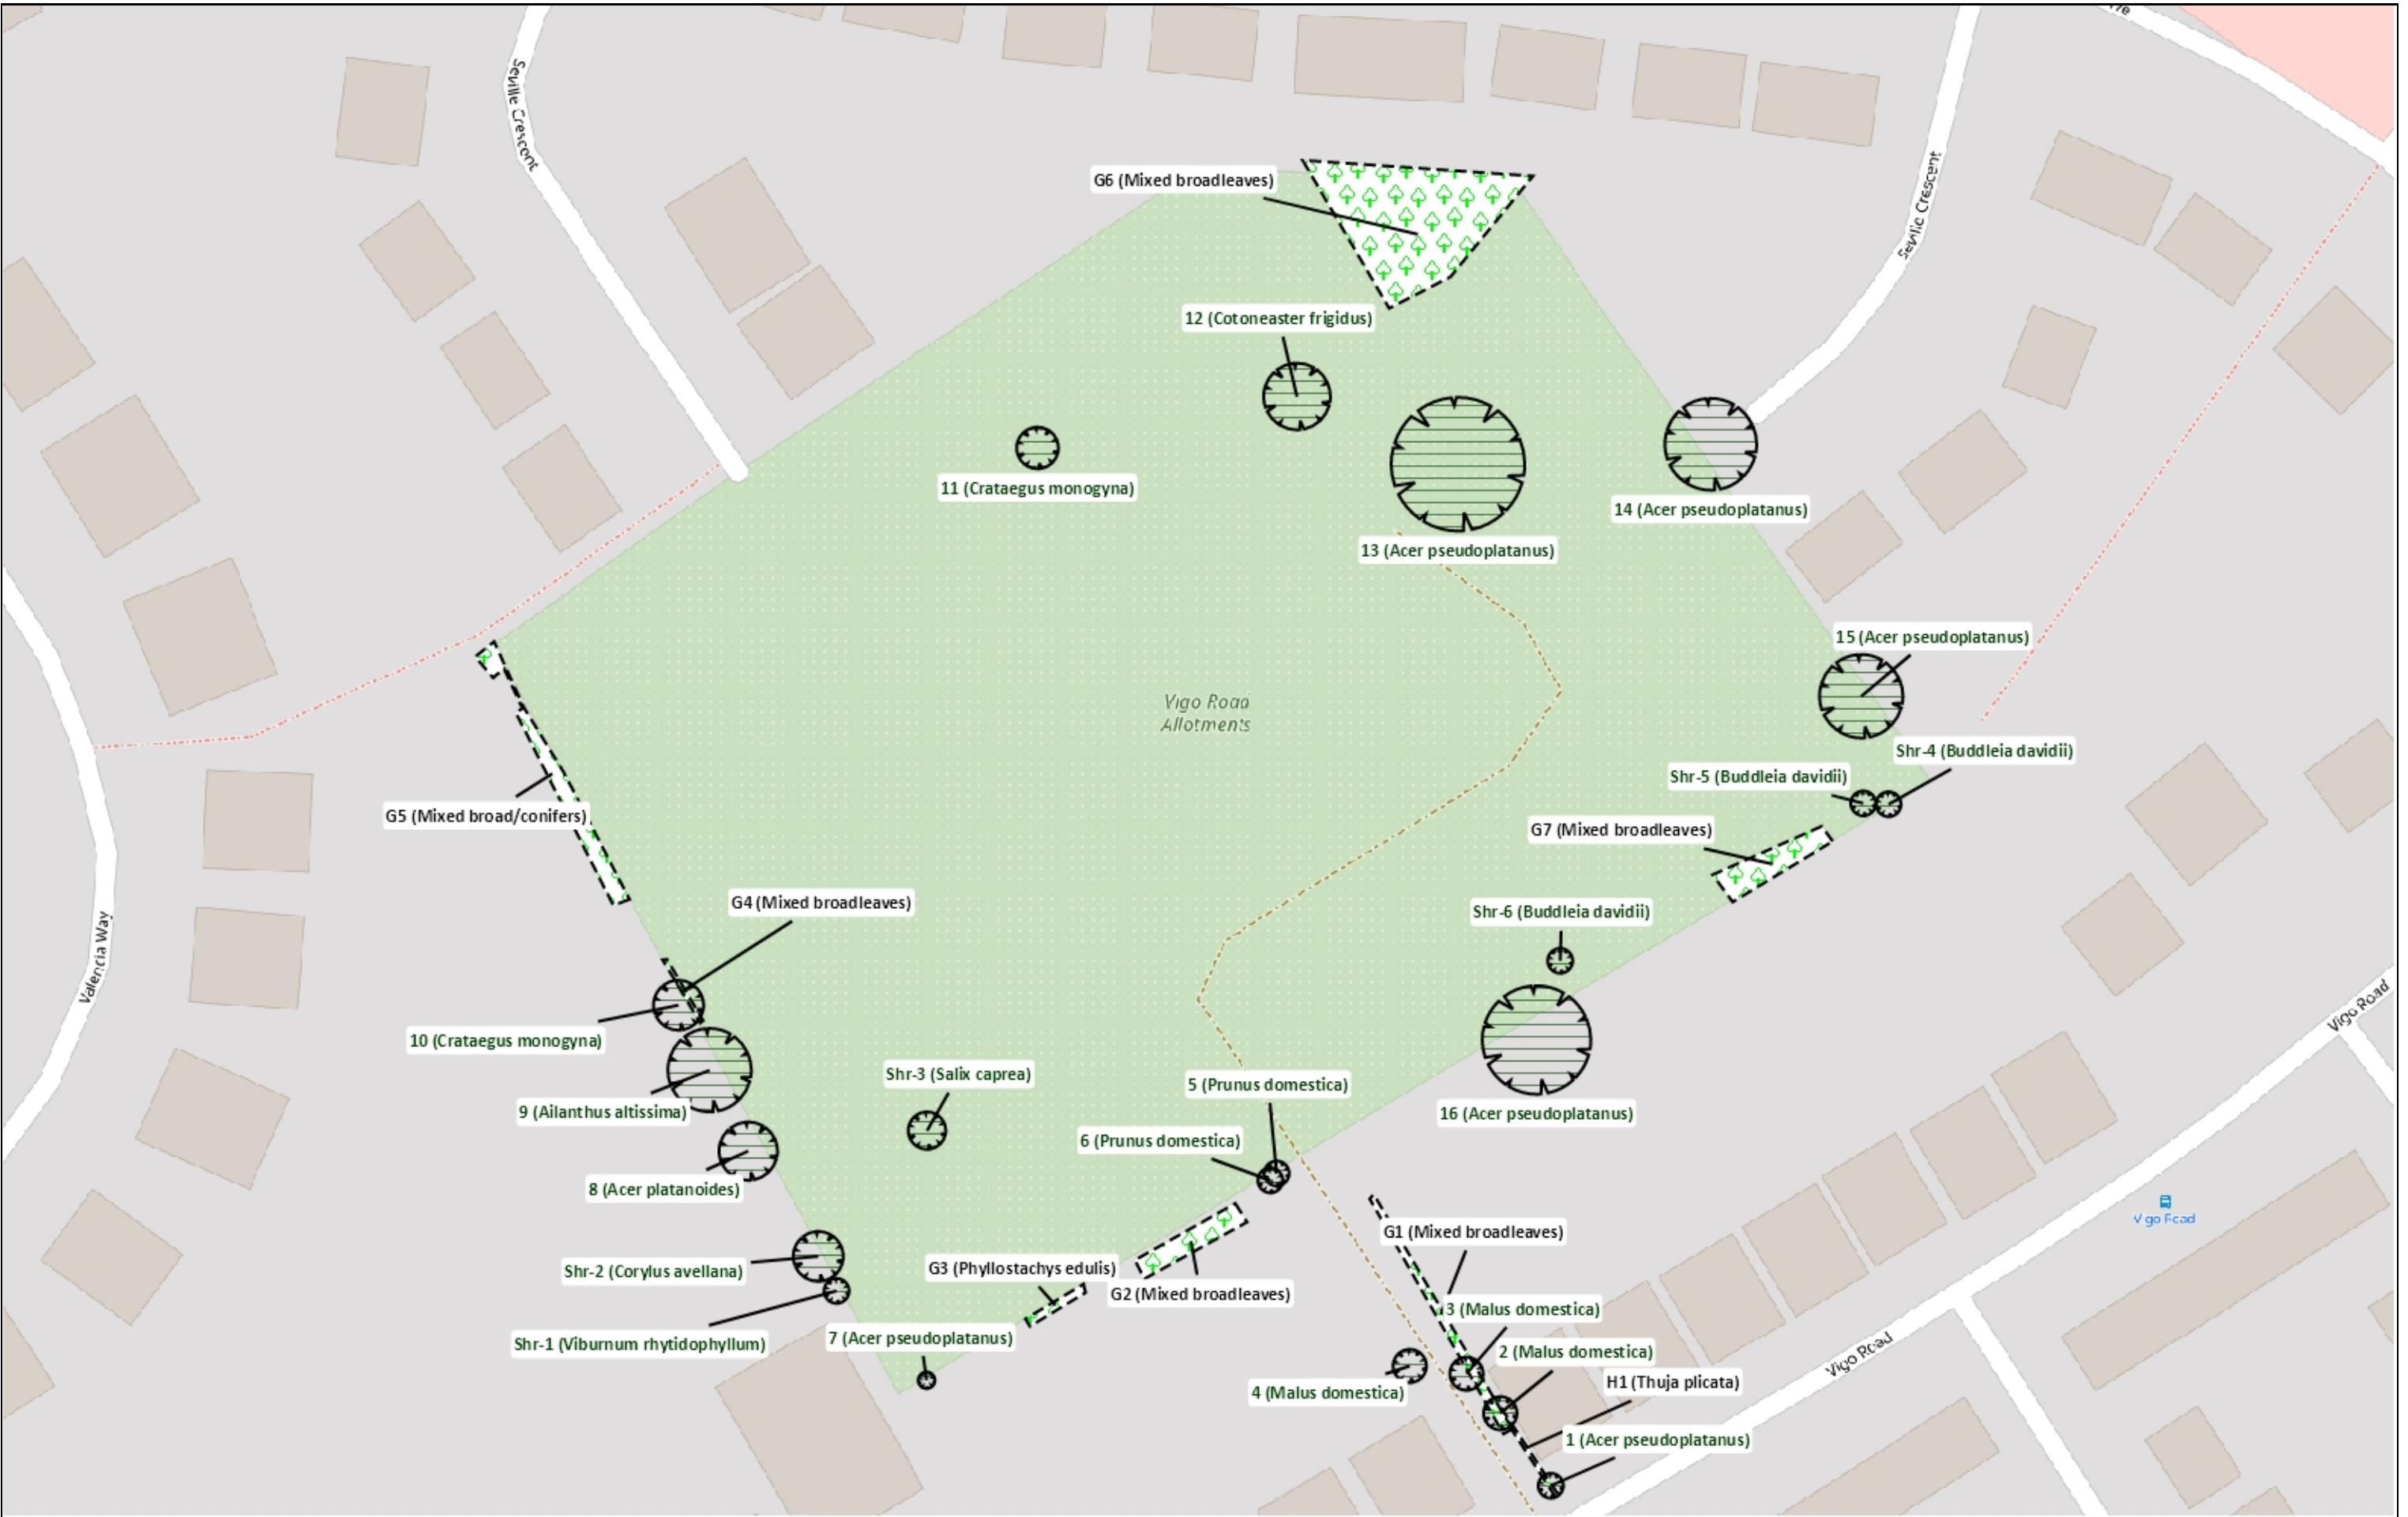 Seville Crescent
Seville Crescent
G6 (Mixed broadleaves)
12 (Cotoneaster frigidus)
11 (Crataegus monogyna)
14 (Acer pseudoplatanus)
13 (Acer pseudoplatanus)
15 (Acer pseudoplatanus)
Vigo Road
Allotments
Shr-4 (Buddleia davidii)
Shr-5 (Buddleia davidii)
G5 (Mixed broad/conifers)
G7 (Mixed broadleaves)
G4 (Mixed broadleaves)
Shr-6 (Buddleia davidii)
Valencia Way
Vigo Road
10 (Crataegus monogyna)
Shr-3 (Salix caprea)
5 (Prunus domestica)
9 (Ailanthus altissima)
16 (Acer pseudoplatanus)
6 (Prunus domestica)
8 (Acer platanoides)
Vigo Road
G1 (Mixed broadleaves)
Shr-2 (Corylus avellana)
G3 (Phyllostachys edulis)
G2 (Mixed broadleaves)
3 (Malus domestica)
Shr-1 (Viburnum rhytidophyllum)
7 (Acer pseudoplatanus)
2 (Malus domestica)
Vigo Road
4 (Malus domestica)
H1 (Thuja plicata)
1 (Acer pseudoplatanus)